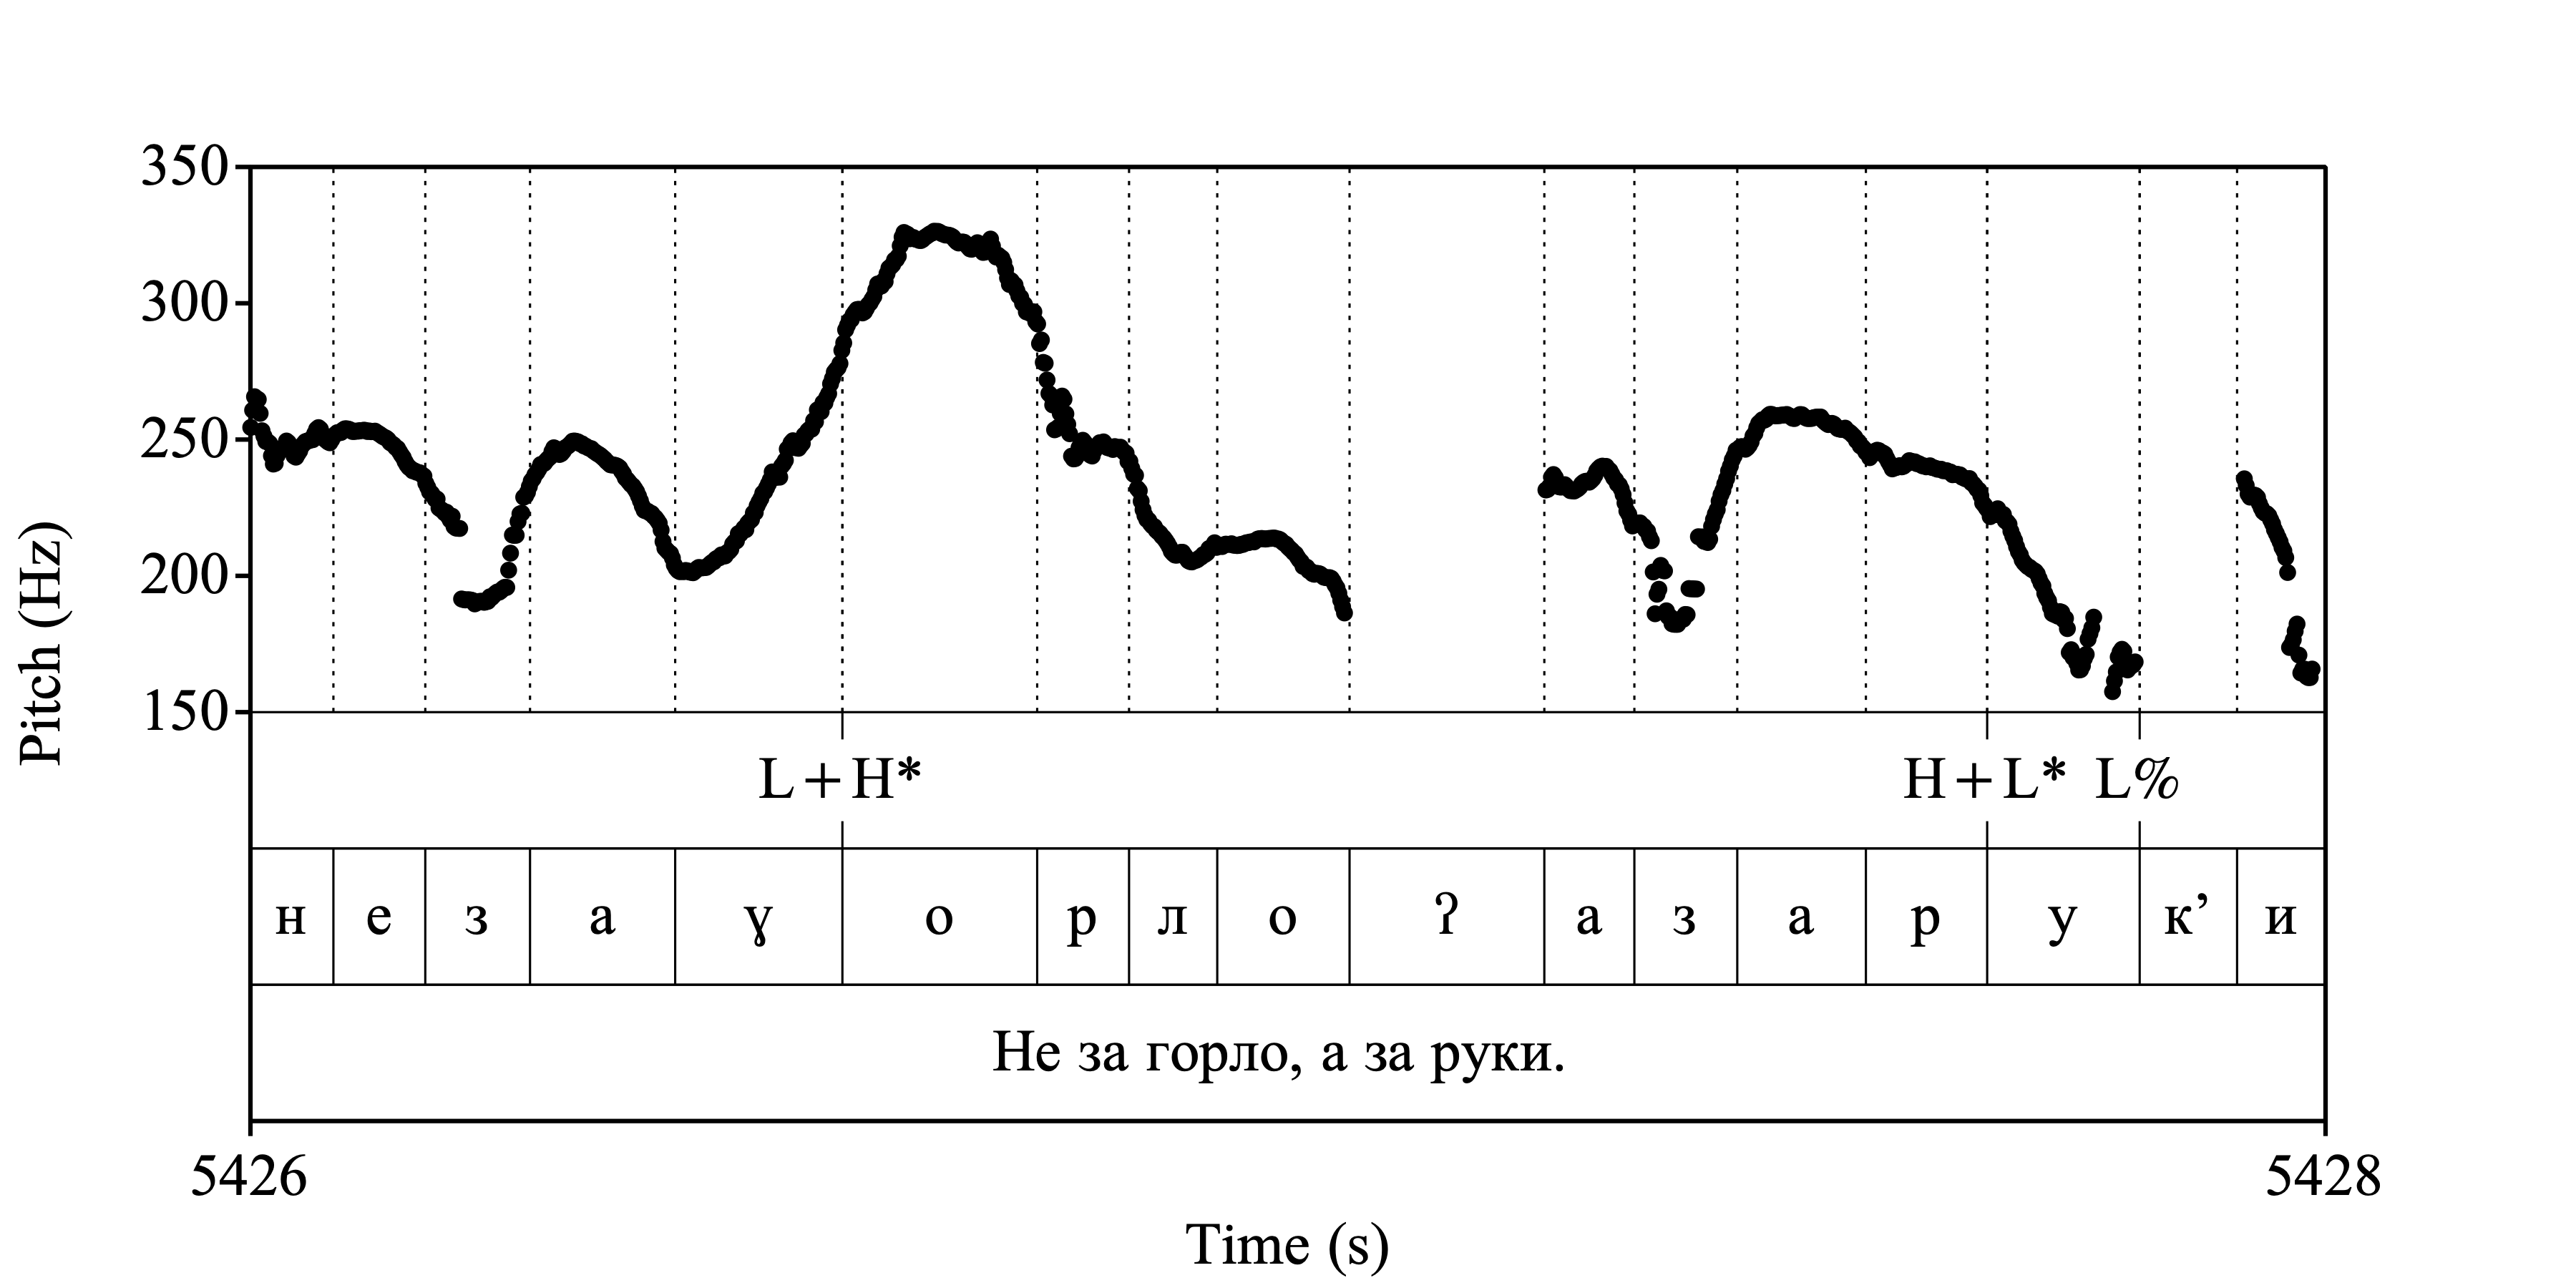 350
300
250
200
150
Pitch (Hz)
L+H* H+L* L%
н е з а ɣ о р л о ʔ а з а р у к’ и
Не за горло, а за руки.
5426 5428
Time (s)